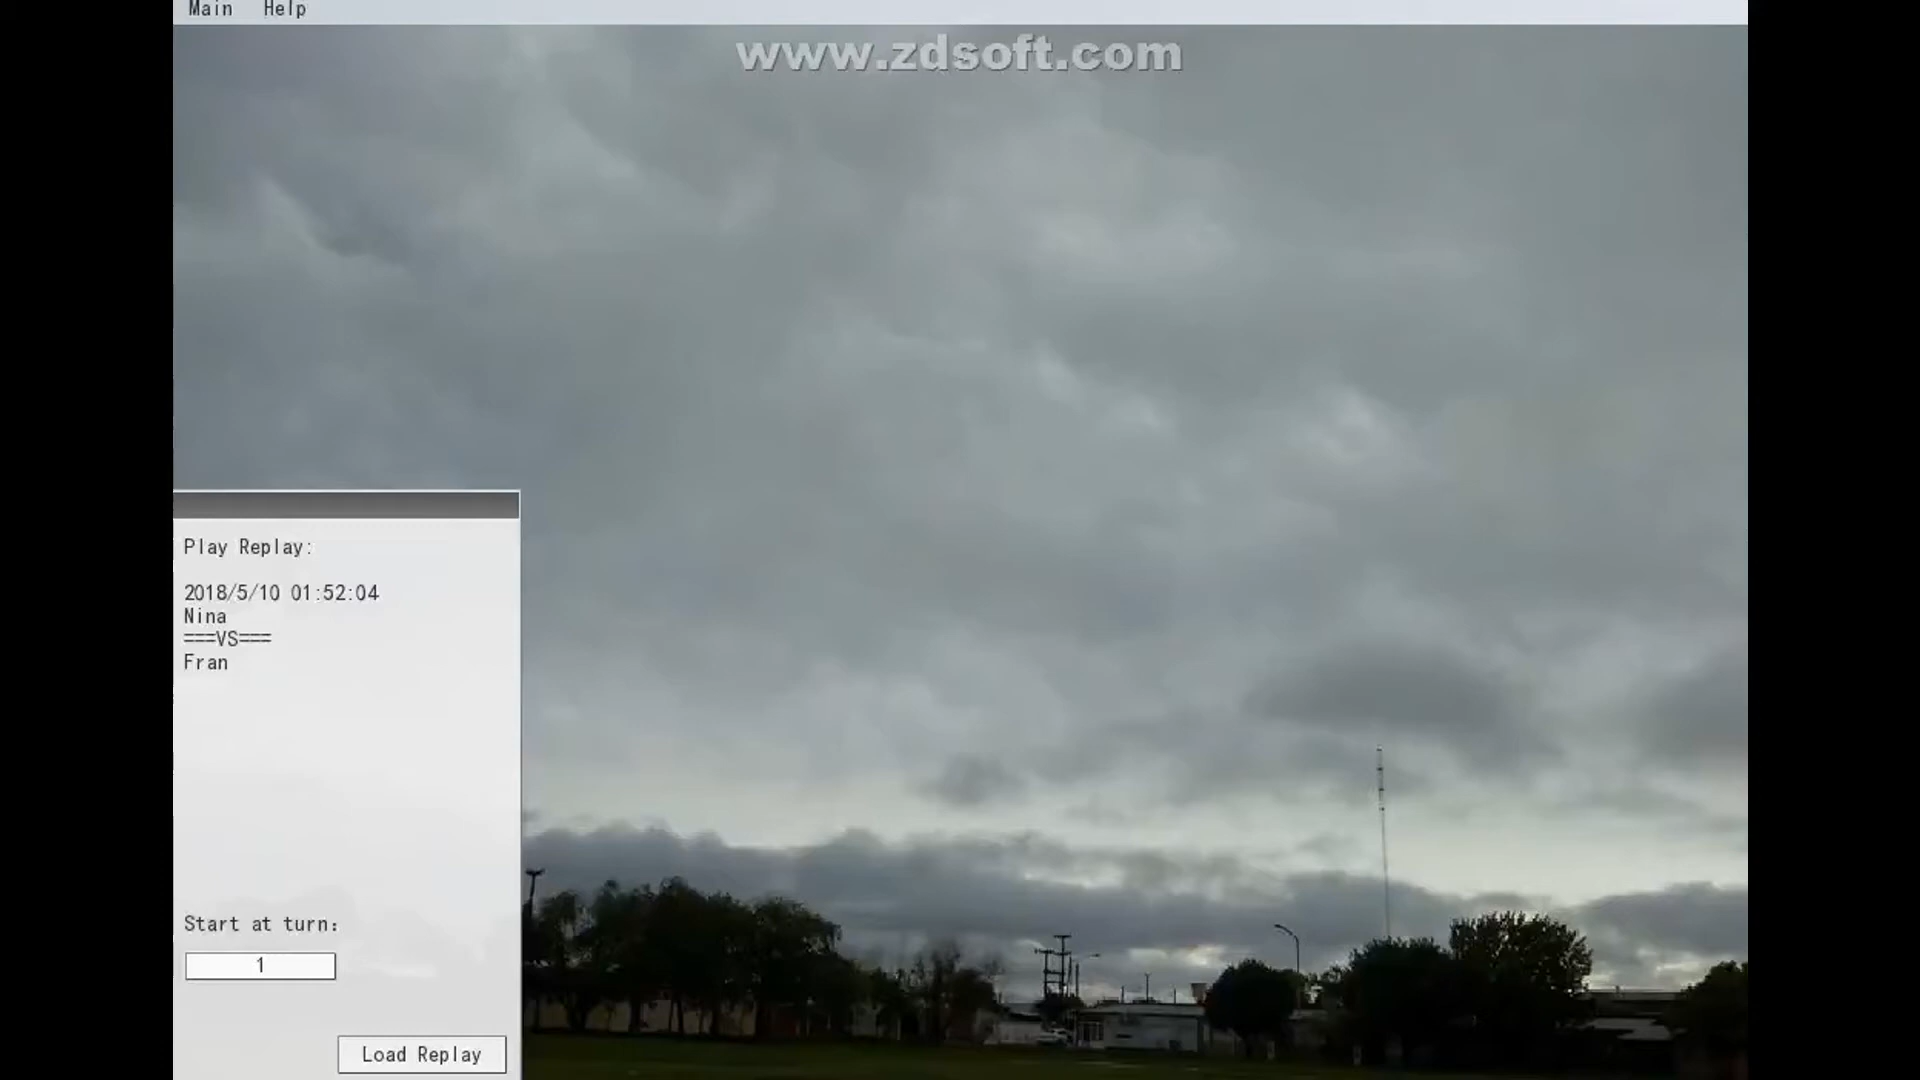 Main Help
www.zdsoft.com
Play Replay:
2018/5/10 01:52:04
Nina
===VS===
Fran
Start at turn:
1
Load Replay